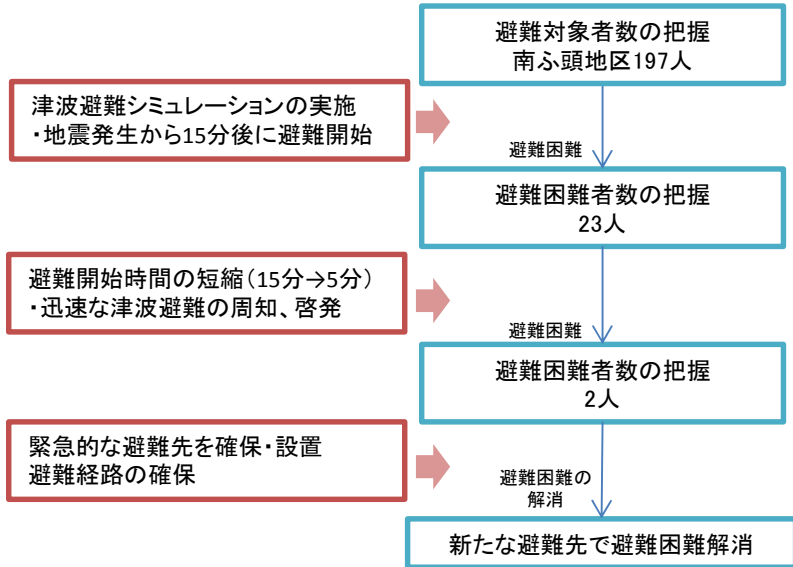 避難対象者数の把握
南ふ頭地区197人
津波避難シミュレーションの実施
・地震発生から15分後に避難開始
避難困難
避難困難者数の把握
23人
避難開始時間の短縮(15分→5分)
・迅速な津波避難の周知、啓発
避難困難
避難困難者数の把握
2人
緊急的な避難先を確保・設置
避難経路の確保
避難困難の
解消
新たな避難先で避難困難解消